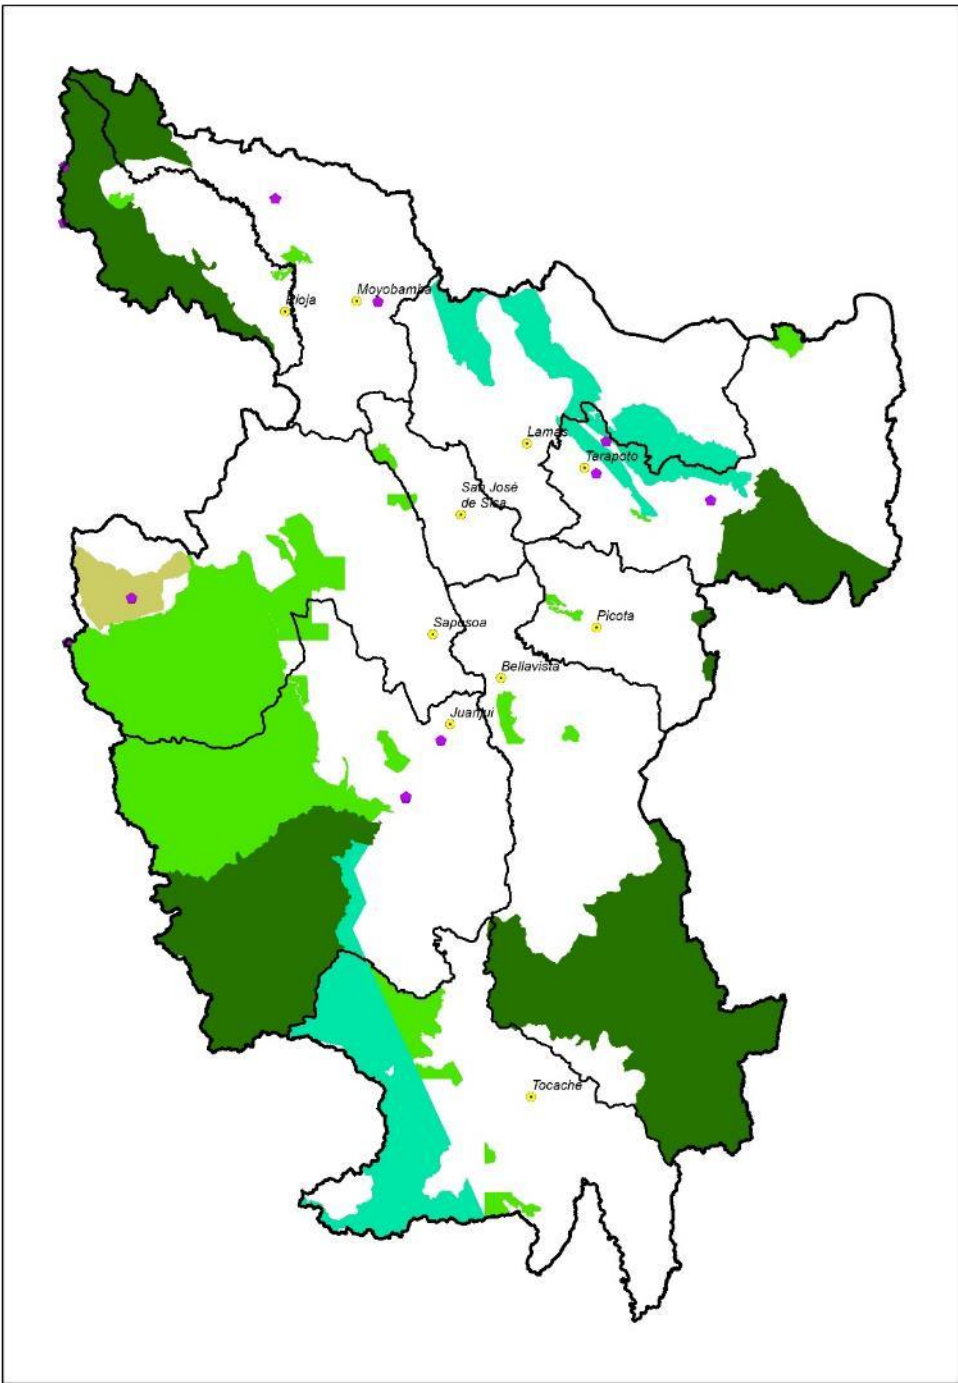 Moyobamba
Rioja
Lamas
Tarapoto
San José
de Sisa
Picota
Saposoa
Bellavista
Juanjui
Tocache